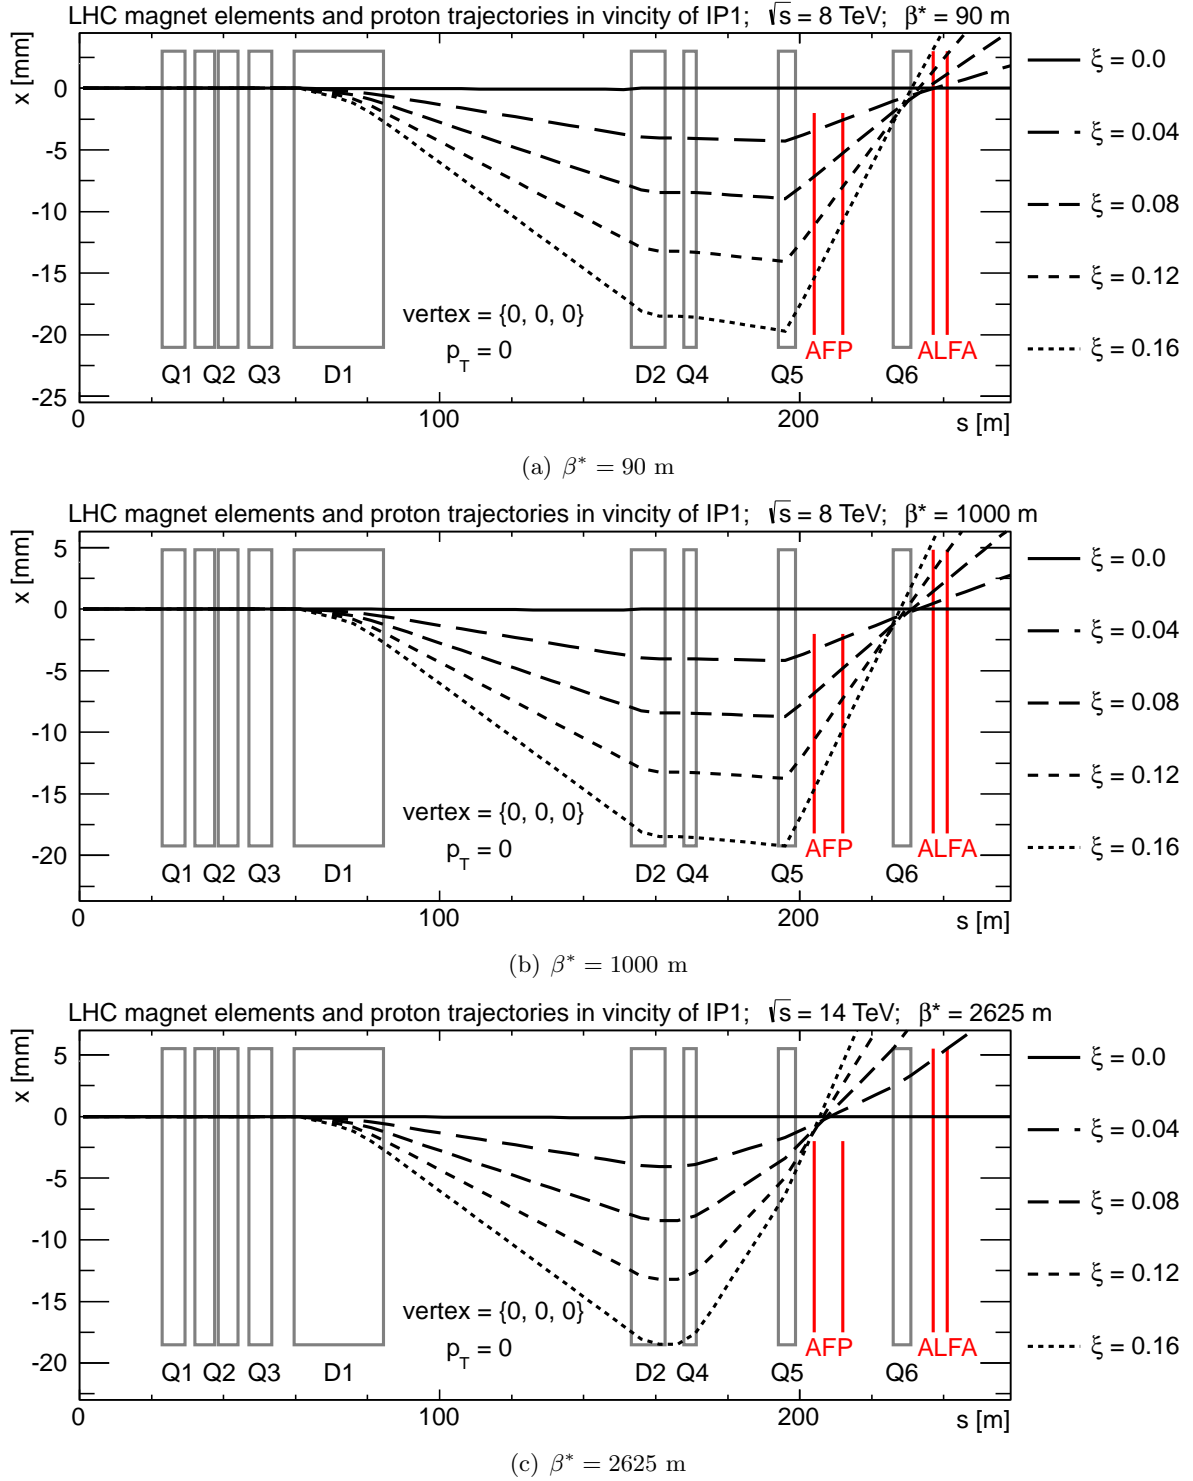 LHC magnet elements and proton trajectories in vincity of IP1; √s = 8 TeV; β* = 90 m
x [mm]
0
-5
-10
-15
-20
-25
vertex = {0, 0, 0}
p_T = 0
Q1 Q2 Q3 D1 D2 Q4 Q5 AFP Q6 ALFA
0 100 200 s [m]
ξ = 0.0
ξ = 0.04
ξ = 0.08
ξ = 0.12
ξ = 0.16
(a) β* = 90 m
LHC magnet elements and proton trajectories in vincity of IP1; √s = 8 TeV; β* = 1000 m
x [mm]
5
0
-5
-10
-15
-20
vertex = {0, 0, 0}
p_T = 0
Q1 Q2 Q3 D1 D2 Q4 Q5 AFP Q6 ALFA
0 100 200 s [m]
ξ = 0.0
ξ = 0.04
ξ = 0.08
ξ = 0.12
ξ = 0.16
(b) β* = 1000 m
LHC magnet elements and proton trajectories in vincity of IP1; √s = 14 TeV; β* = 2625 m
x [mm]
5
0
-5
-10
-15
-20
vertex = {0, 0, 0}
p_T = 0
Q1 Q2 Q3 D1 D2 Q4 Q5 AFP Q6 ALFA
0 100 200 s [m]
ξ = 0.0
ξ = 0.04
ξ = 0.08
ξ = 0.12
ξ = 0.16
(c) β* = 2625 m